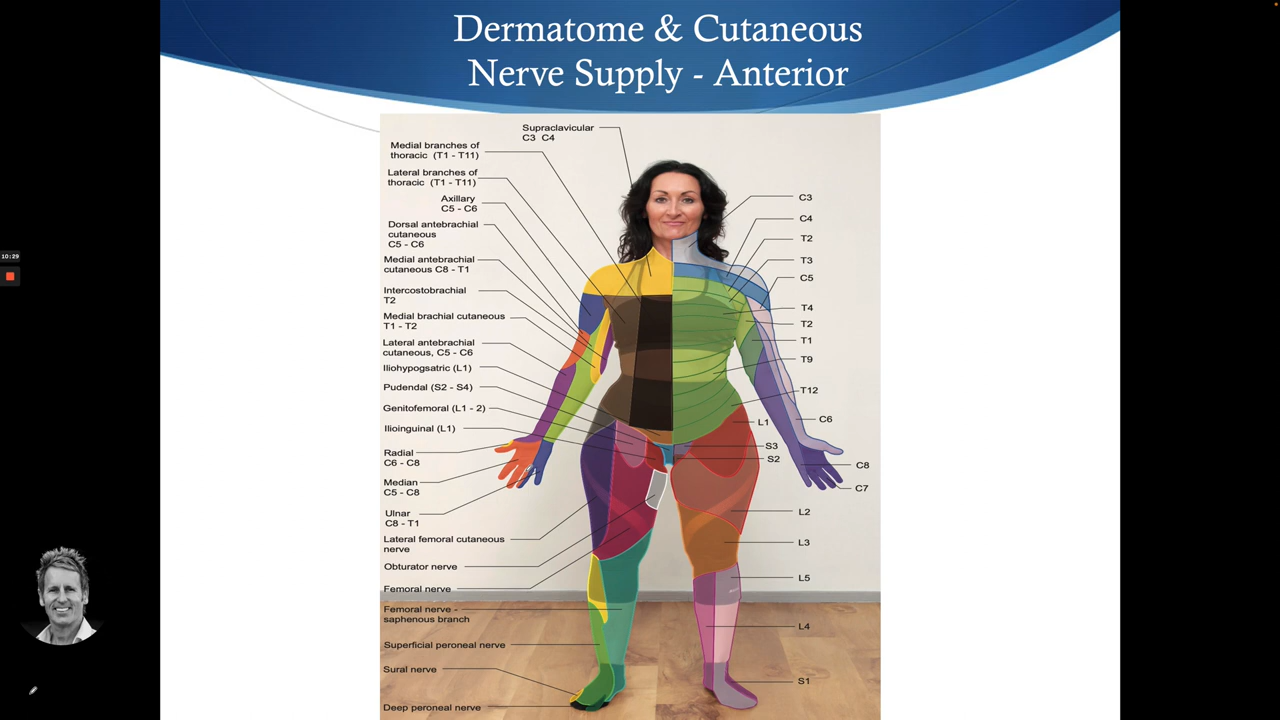 Dermatome & Cutaneous
Nerve Supply - Anterior
10:29
Supraclavicular
C3 C4
Medial branches of
thoracic (T1 - T11)
Lateral branches of
thoracic (T1 - T11)
Axillary
C5 - C6
Dorsal antebrachial
cutaneous
C5 - C6
Medial antebrachial
cutaneous C8 - T1
Intercostobrachial
T2
Medial brachial cutaneous
T1 - T2
Lateral antebrachial
cutaneous, C5 - C6
Iliohypogsatric (L1)
Pudendal (S2 - S4)
Genitofemoral (L1 - 2)
Ilioinguinal (L1)
Radial
C6 - C8
Median
C5 - C8
Ulnar
C8 - T1
Lateral femoral cutaneous
nerve
Obturator nerve
Femoral nerve
Femoral nerve -
saphenous branch
Superficial peroneal nerve
Sural nerve
Deep peroneal nerve
C3
C4
T2
T3
C5
T4
T2
T1
T9
T12
C6
L1
S3
S2
C8
C7
L2
L3
L5
L4
S1